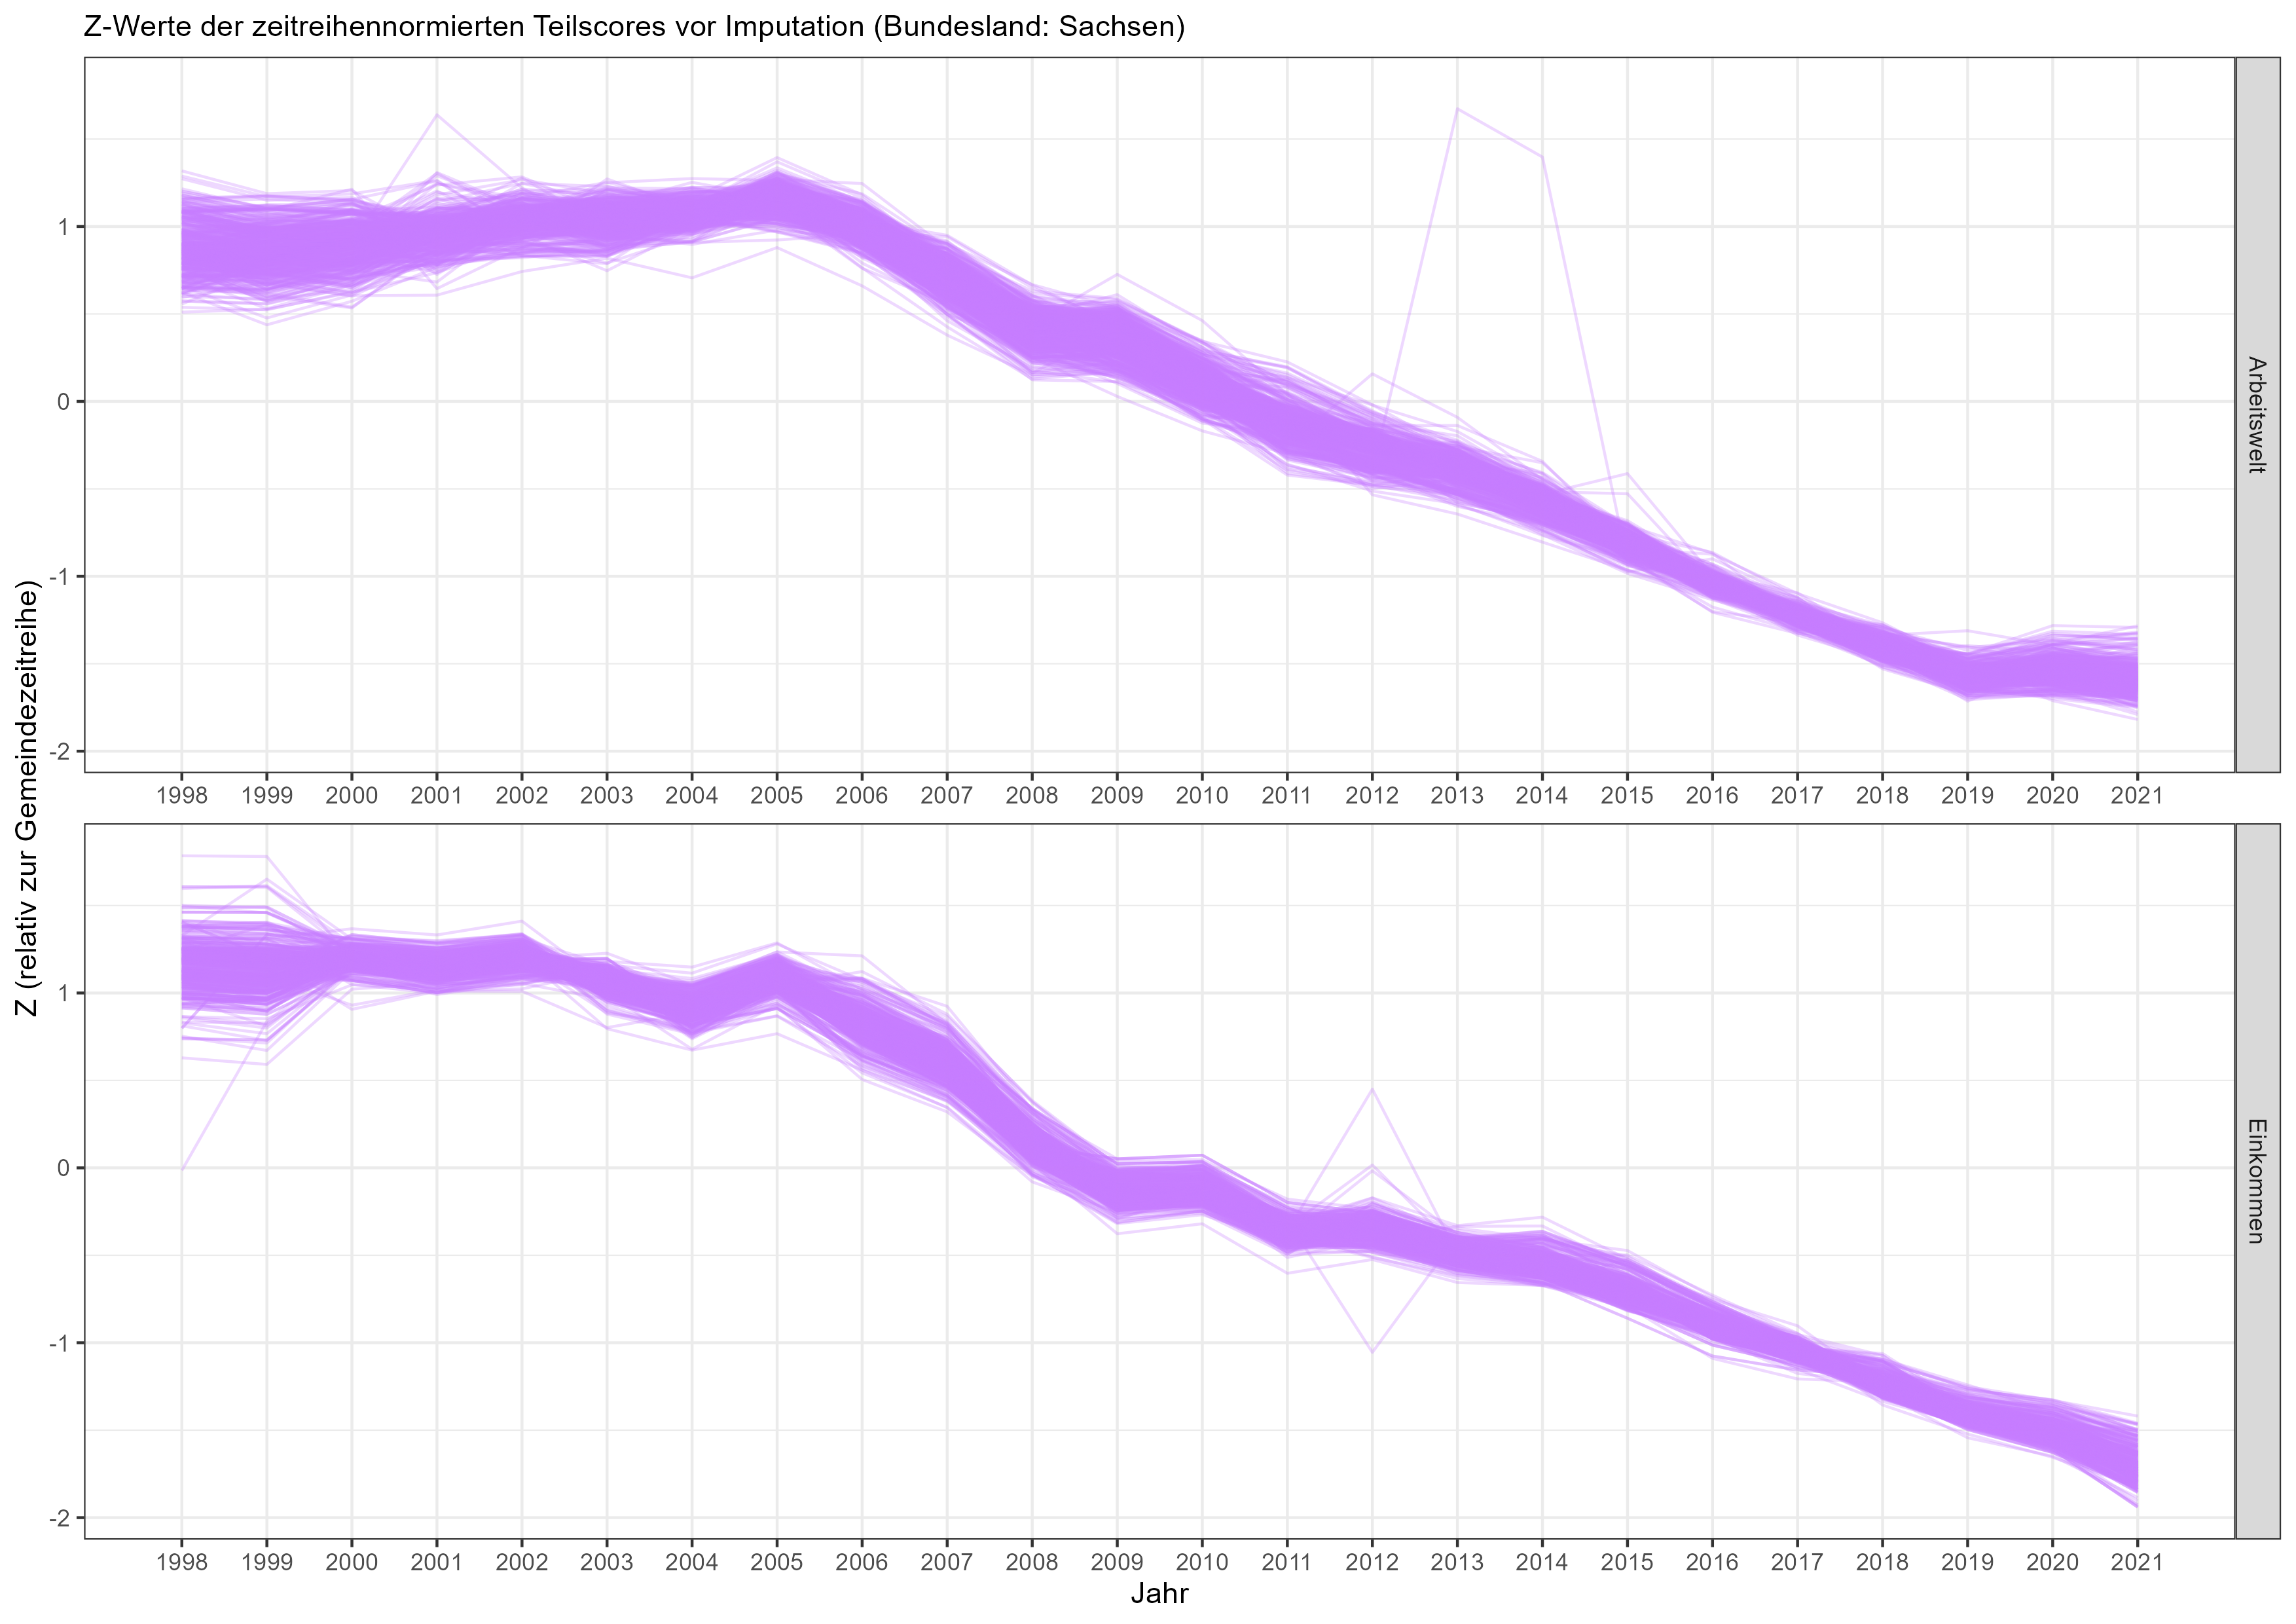 Z-Werte der zeitreihennormierten Teilscores vor Imputation (Bundesland: Sachsen)
Z (relativ zur Gemeindezeitreihe)
1
0
-1
-2
Arbeitswelt
1998 1999 2000 2001 2002 2003 2004 2005 2006 2007 2008 2009 2010 2011 2012 2013 2014 2015 2016 2017 2018 2019 2020 2021
1
0
-1
-2
Einkommen
1998 1999 2000 2001 2002 2003 2004 2005 2006 2007 2008 2009 2010 2011 2012 2013 2014 2015 2016 2017 2018 2019 2020 2021
Jahr